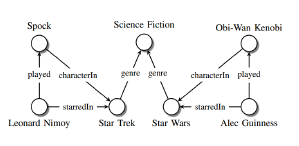 Spock Science Fiction Obi-Wan Kenobi
played characterIn genre genre characterIn played
starredIn starredIn
Leonard Nimoy Star Trek Star Wars Alec Guinness